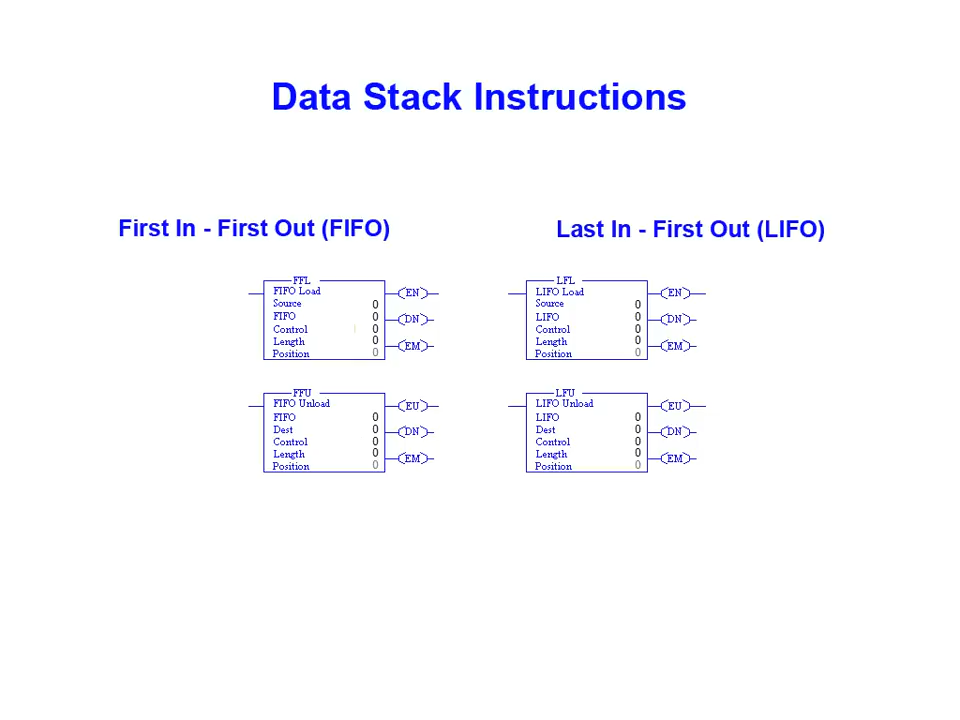 Data Stack Instructions
First In - First Out (FIFO)
Last In - First Out (LIFO)
FFL
FIFO Load
Source 0
FIFO 0
Control 0
Length 0
Position 0
EN
DN
EM
LFL
LIFO Load
Source 0
LIFO 0
Control 0
Length 0
Position 0
EN
DN
EM
FFU
FIFO Unload
FIFO 0
Dest 0
Control 0
Length 0
Position 0
EU
DN
EM
LFU
LIFO Unload
LIFO 0
Dest 0
Control 0
Length 0
Position 0
EU
DN
EM